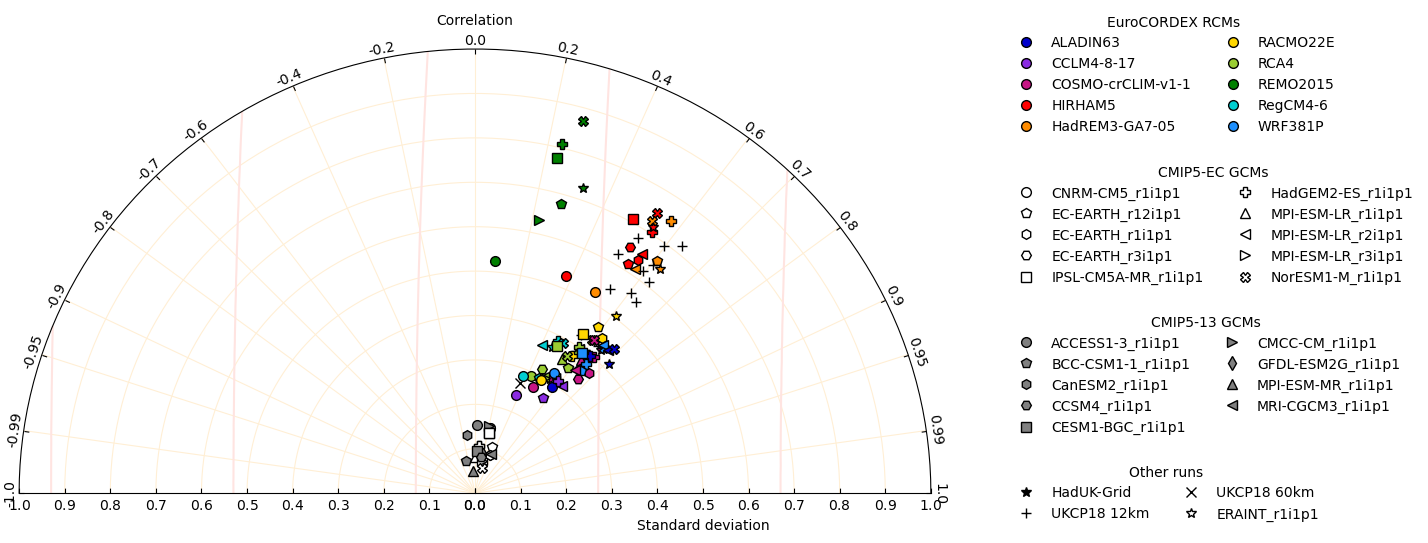 Correlation
0.0
-0.2
0.2
-0.4
0.4
-0.6
0.6
-0.7
0.7
-0.8
0.8
-0.9
0.9
-0.95
0.95
-0.99
0.99
-1.0
1.0
1.0 0.9 0.8 0.7 0.6 0.5 0.4 0.3 0.2 0.1 0.0 0.1 0.2 0.3 0.4 0.5 0.6 0.7 0.8 0.9 1.0
Standard deviation
EuroCORDEX RCMs
ALADIN63 RACMO22E
CCLM4-8-17 RCA4
COSMO-crCLIM-v1-1 REMO2015
HIRHAM5 RegCM4-6
HadREM3-GA7-05 WRF381P
CMIP5-EC GCMs
CNRM-CM5_r1i1p1 HadGEM2-ES_r1i1p1
EC-EARTH_r12i1p1 MPI-ESM-LR_r1i1p1
EC-EARTH_r1i1p1 MPI-ESM-LR_r2i1p1
EC-EARTH_r3i1p1 MPI-ESM-LR_r3i1p1
IPSL-CM5A-MR_r1i1p1 NorESM1-M_r1i1p1
CMIP5-13 GCMs
ACCESS1-3_r1i1p1 CMCC-CM_r1i1p1
BCC-CSM1-1_r1i1p1 GFDL-ESM2G_r1i1p1
CanESM2_r1i1p1 MPI-ESM-MR_r1i1p1
CCSM4_r1i1p1 MRI-CGCM3_r1i1p1
CESM1-BGC_r1i1p1
Other runs
HadUK-Grid UKCP18 60km
UKCP18 12km ERAINT_r1i1p1